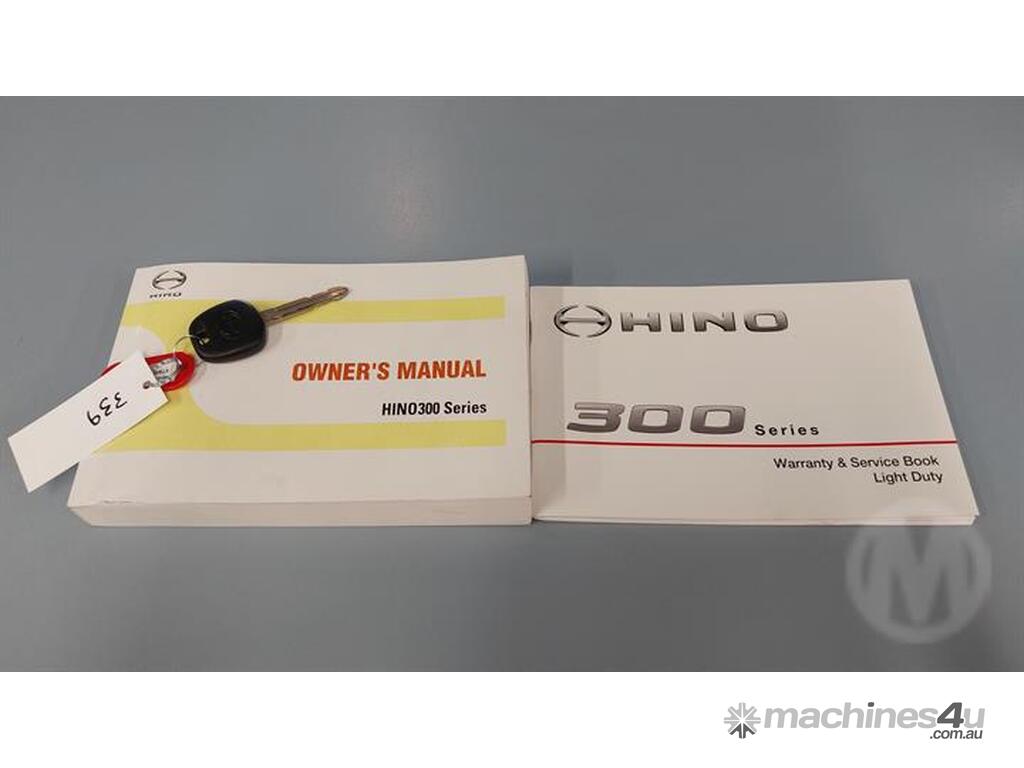 HINO
OWNER'S MANUAL
HINO300 Series
339
HINO
300 Series
Warranty & Service Book
Light Duty
M
machines4u
.com.au